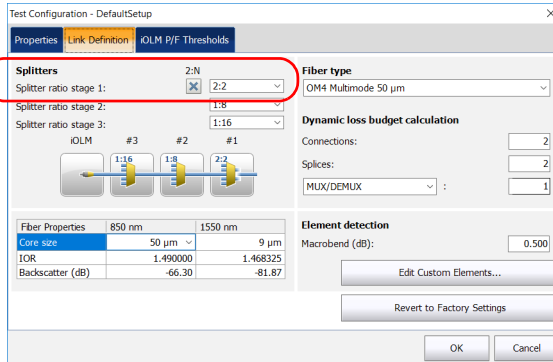 Test Configuration - DefaultSetup
Properties Link Definition iOLM P/F Thresholds
Splitters 2:N
Splitter ratio stage 1: 2:2
Splitter ratio stage 2: 1:8
Splitter ratio stage 3: 1:16
iOLM #3 #2 #1
1:16 1:8 2:2
Fiber type
OM4 Multimode 50 µm
Dynamic loss budget calculation
Connections: 2
Splices: 2
MUX/DEMUX : 1
Fiber Properties 850 nm 1550 nm
Core size 50 µm 9 µm
IOR 1.490000 1.468325
Backscatter (dB) -66.30 -81.87
Element detection
Macrobend (dB): 0.500
Edit Custom Elements...
Revert to Factory Settings
OK Cancel